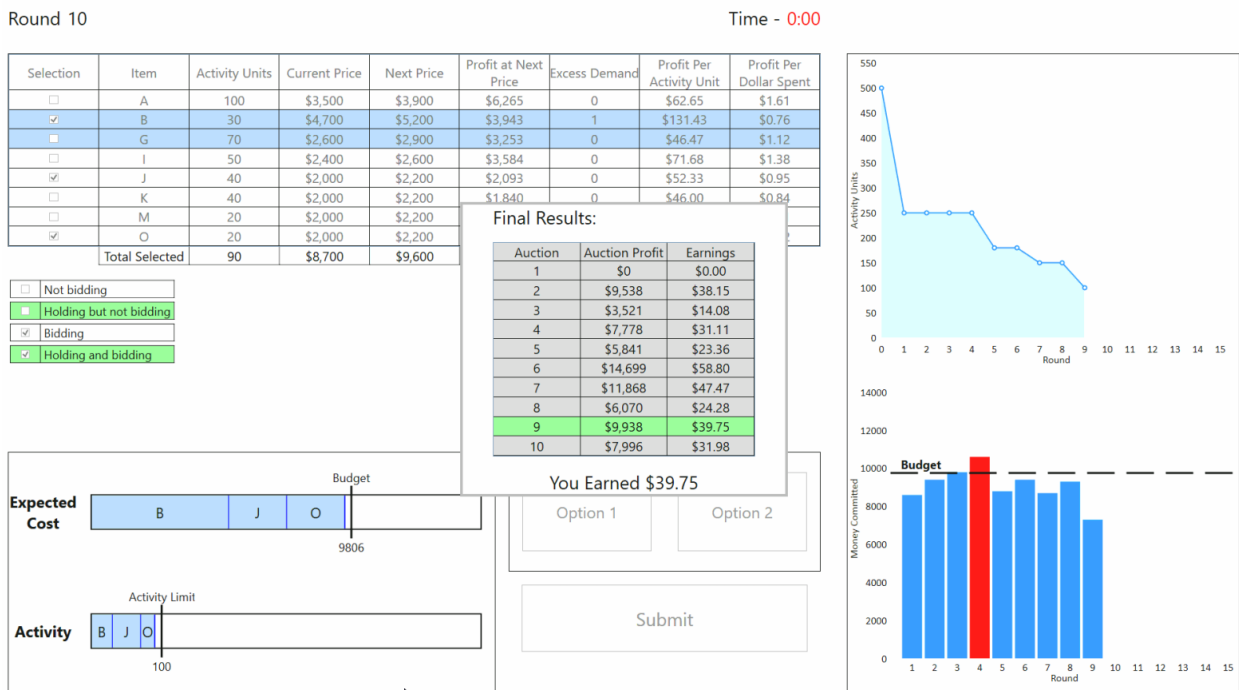 Round 10
Time - 0:00
Selection Item Activity Units Current Price Next Price Profit at Next Price Excess Demand Profit Per Activity Unit Profit Per Dollar Spent
A 100 $3,500 $3,900 $6,265 0 $62.65 $1.61
B 30 $4,700 $5,200 $3,943 1 $131.43 $0.76
G 70 $2,600 $2,900 $3,253 0 $46.47 $1.12
I 50 $2,400 $2,600 $3,584 0 $71.68 $1.38
J 40 $2,000 $2,200 $2,093 0 $52.33 $0.95
K 40 $2,000 $2,200 $1,840 0 $46.00 $0.84
M 20 $2,000 $2,200
O 20 $2,000 $2,200
Total Selected 90 $8,700 $9,600
Not bidding
Holding but not bidding
Bidding
Holding and bidding
Final Results:
Auction Auction Profit Earnings
1 $0 $0.00
2 $9,538 $38.15
3 $3,521 $14.08
4 $7,778 $31.11
5 $5,841 $23.36
6 $14,699 $58.80
7 $11,868 $47.47
8 $6,070 $24.28
9 $9,938 $39.75
10 $7,996 $31.98
You Earned $39.75
Budget
Expected Cost
B J O
9806
Activity Limit
Activity
B J O
100
Option 1
Option 2
Submit
550
500
450
400
350
300
250
200
150
100
50
0
Activity Units
0 1 2 3 4 5 6 7 8 9 10 11 12 13 14 15
Round
14000
12000
10000
8000
6000
4000
2000
0
Budget
Money Committed
1 2 3 4 5 6 7 8 9 10 11 12 13 14 15
Round